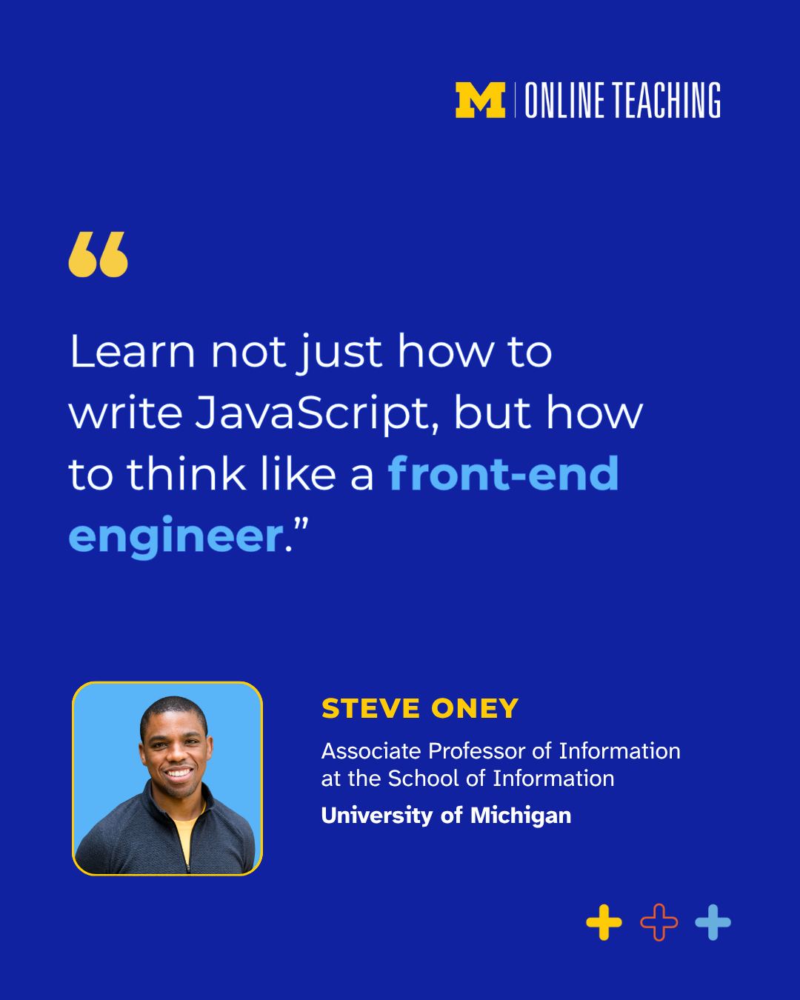 M | ONLINE TEACHING
“
Learn not just how to
write JavaScript, but how
to think like a front-end
engineer.”
STEVE ONEY
Associate Professor of Information
at the School of Information
University of Michigan